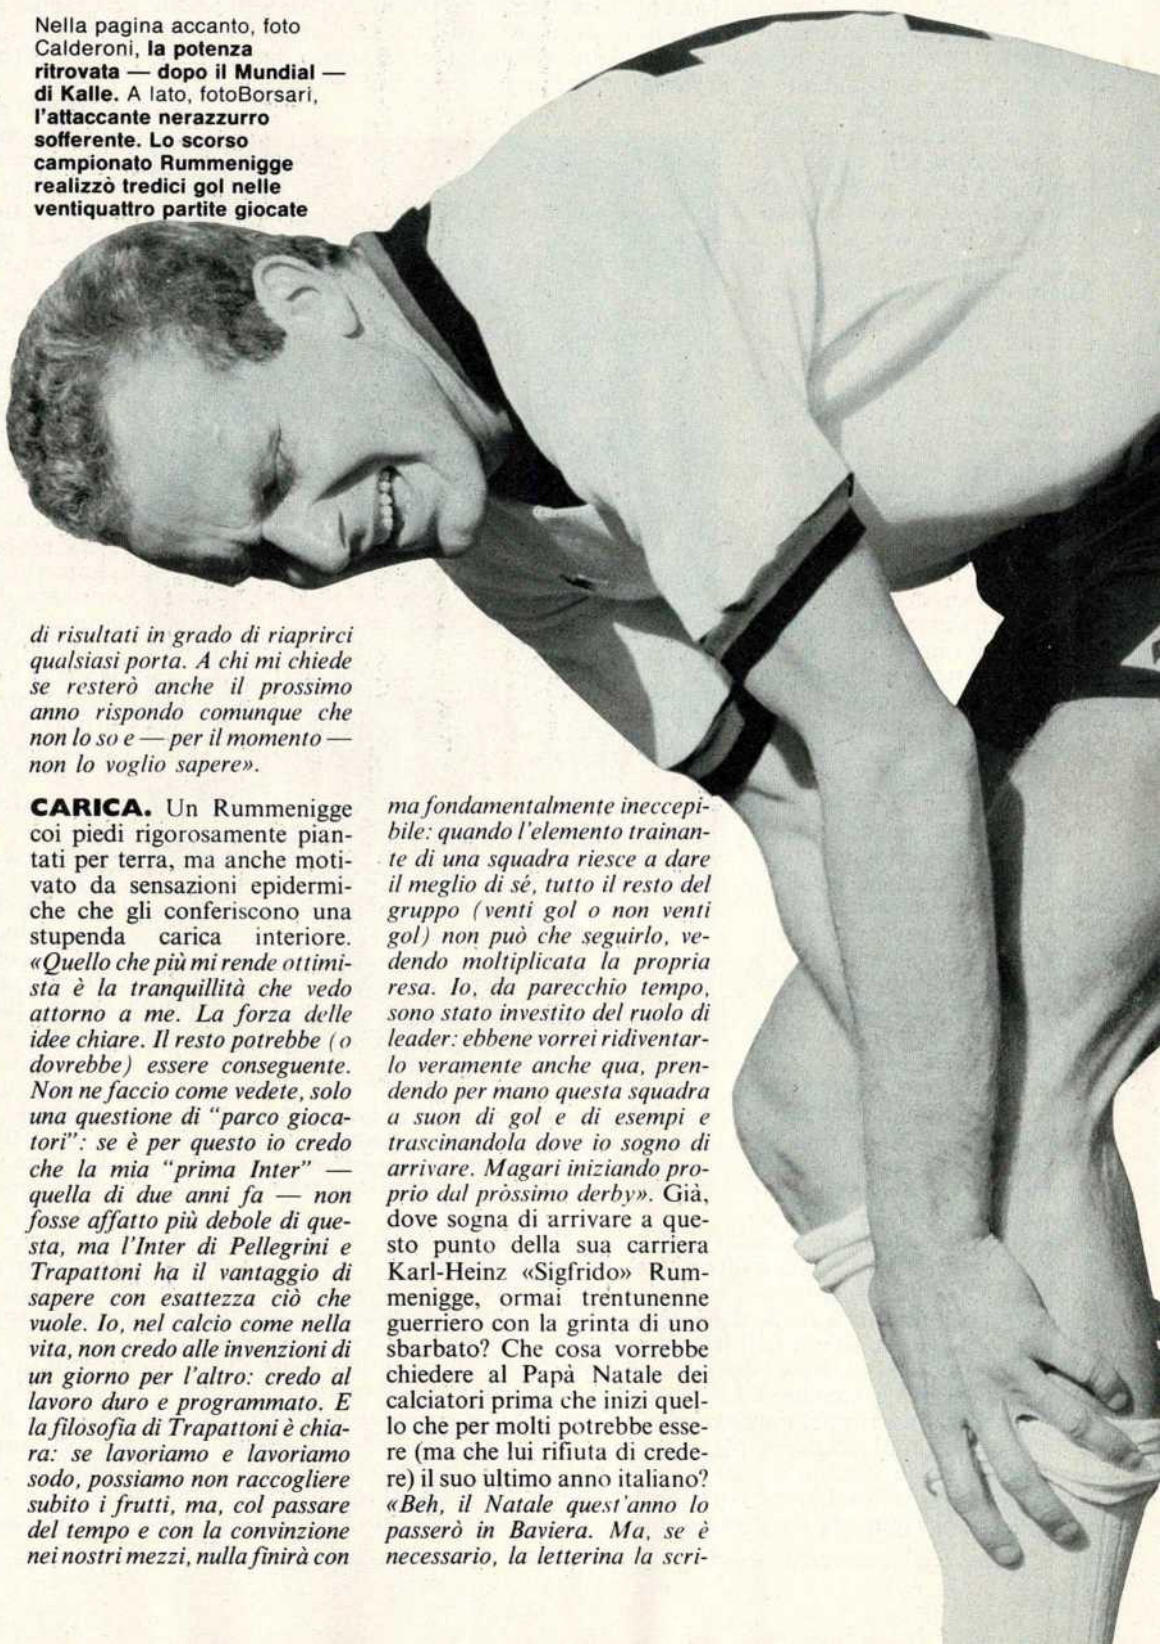 Nella pagina accanto, foto
Calderoni, la potenza
ritrovata — dopo il Mundial —
di Kalle. A lato, fotoBorsari,
l'attaccante nerazzurro
sofferente. Lo scorso
campionato Rummenigge
realizzò tredici gol nelle
ventiquattro partite giocate
di risultati in grado di riaprirci
qualsiasi porta. A chi mi chiede
se resterò anche il prossimo
anno rispondo comunque che
non lo so e — per il momento —
non lo voglio sapere».
CARICA. Un Rummenigge
coi piedi rigorosamente pian-
tati per terra, ma anche moti-
vato da sensazioni epidermi-
che che gli conferiscono una
stupenda carica interiore.
«Quello che più mi rende ottimi-
sta è la tranquillità che vedo
attorno a me. La forza delle
idee chiare. Il resto potrebbe (o
dovrebbe) essere conseguente.
Non ne faccio come vedete, solo
una questione di "parco gioca-
tori": se è per questo io credo
che la mia "prima Inter" —
quella di due anni fa — non
fosse affatto più debole di que-
sta, ma l'Inter di Pellegrini e
Trapattoni ha il vantaggio di
sapere con esattezza ciò che
vuole. Io, nel calcio come nella
vita, non credo alle invenzioni di
un giorno per l'altro: credo al
lavoro duro e programmato. E
la filosofia di Trapattoni è chia-
ra: se lavoriamo e lavoriamo
sodo, possiamo non raccogliere
subito i frutti, ma, col passare
del tempo e con la convinzione
nei nostri mezzi, nulla finirà con
ma fondamentalmente ineccepi-
bile: quando l'elemento trainan-
te di una squadra riesce a dare
il meglio di sé, tutto il resto del
gruppo (venti gol o non venti
gol) non può che seguirlo, ve-
dendo moltiplicata la propria
resa. Io, da parecchio tempo,
sono stato investito del ruolo di
leader: ebbene vorrei ridiventar-
lo veramente anche qua, pren-
dendo per mano questa squadra
a suon di gol e di esempi e
trascinandola dove io sogno di
arrivare. Magari iniziando pro-
prio dal pròssimo derby». Già,
dove sogna di arrivare a que-
sto punto della sua carriera
Karl-Heinz «Sigfrido» Rum-
menigge, ormai trentunenne
guerriero con la grinta di uno
sbarbato? Che cosa vorrebbe
chiedere al Papà Natale dei
calciatori prima che inizi quel-
lo che per molti potrebbe esse-
re (ma che lui rifiuta di crede-
re) il suo ultimo anno italiano?
«Beh, il Natale quest'anno lo
passerò in Baviera. Ma, se è
necessario, la letterina la scri-